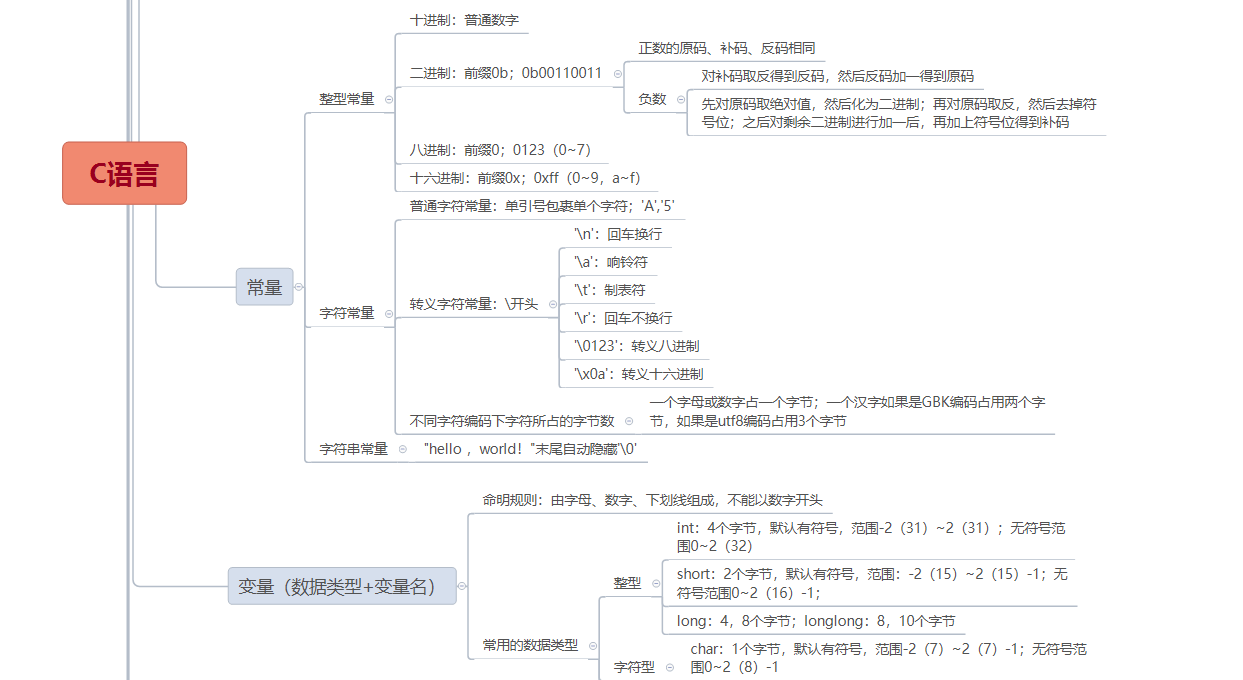 C语言
常量
整型常量
十进制：普通数字
二进制：前缀0b；0b00110011
正数的原码、补码、反码相同
负数
对补码取反得到反码，然后反码加一得到原码
先对原码取绝对值，然后化为二进制；再对原码取反，然后去掉符
号位；之后对剩余二进制进行加一后，再加上符号位得到补码
八进制：前缀0；0123（0~7）
十六进制：前缀0x；0xff（0~9，a~f）
字符常量
普通字符常量：单引号包裹单个字符；'A','5'
转义字符常量：\开头
'\n'：回车换行
'\a'：响铃符
'\t'：制表符
'\r'：回车不换行
'\0123'：转义八进制
'\x0a'：转义十六进制
不同字符编码下字符所占的字节数
一个字母或数字占一个字节；一个汉字如果是GBK编码占用两个字
节，如果是utf8编码占用3个字节
字符串常量
"hello ，world！"末尾自动隐藏'\0'
变量（数据类型+变量名）
命明规则：由字母、数字、下划线组成，不能以数字开头
常用的数据类型
整型
int：4个字节，默认有符号，范围-2（31）~2（31）；无符号范
围0~2（32）
short：2个字节，默认有符号，范围：-2（15）~2（15）-1；无
符号范围0~2（16）-1；
long：4，8个字节；longlong：8，10个字节
字符型
char：1个字节，默认有符号，范围-2（7）~2（7）-1；无符号范
围0~2（8）-1